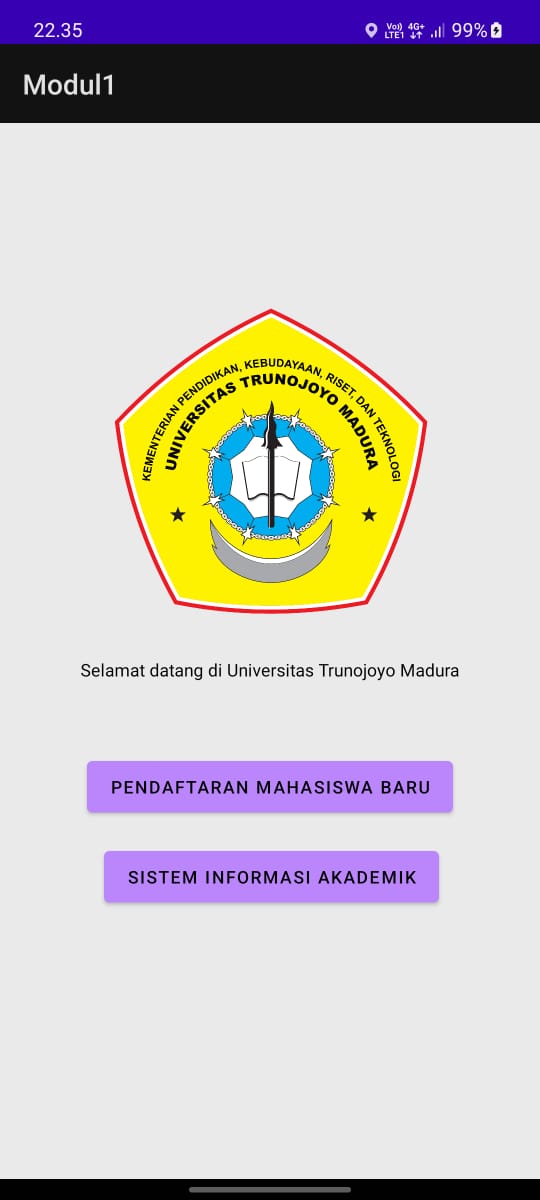 22.35
Vo)) 4G+
LTE1
99%
Modul1
KEMENTERIAN PENDIDIKAN, KEBUDAYAAN, RISET, DAN TEKNOLOGI
UNIVERSITAS TRUNOJOYO MADURA
Selamat datang di Universitas Trunojoyo Madura
PENDAFTARAN MAHASISWA BARU
SISTEM INFORMASI AKADEMIK